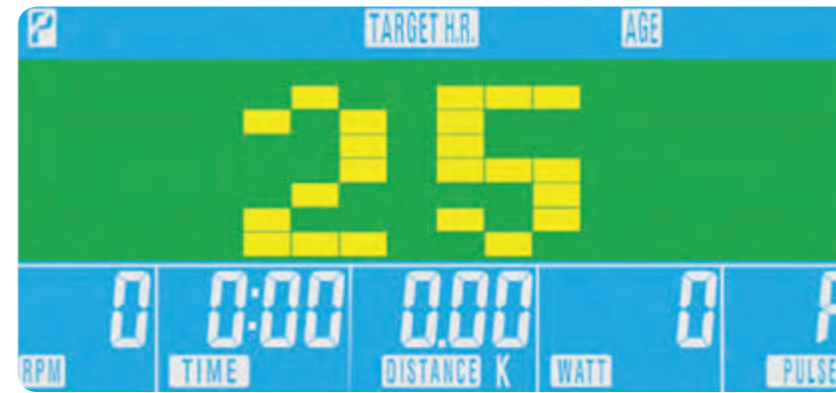 P TARGET H.R. AGE
25
0 0:00 0.00 0 P
RPM TIME DISTANCE K WATT PULSE